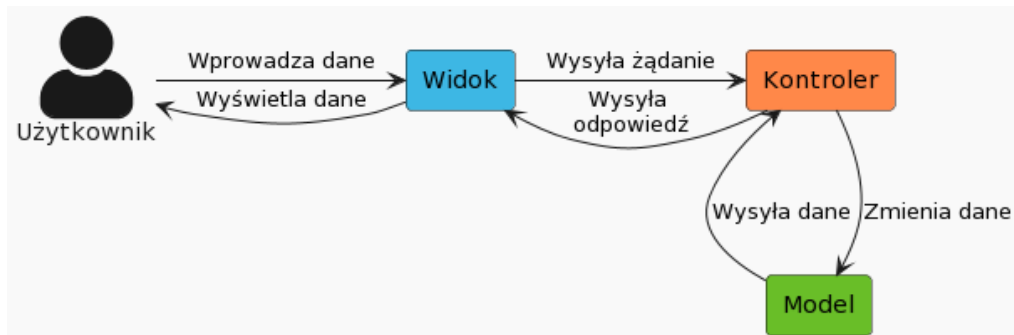 Wprowadza dane
Widok
Wysyła żądanie
Kontroler
Wyświetla dane
Wysyła
odpowiedź
Użytkownik
Wysyła dane
Zmienia dane
Model